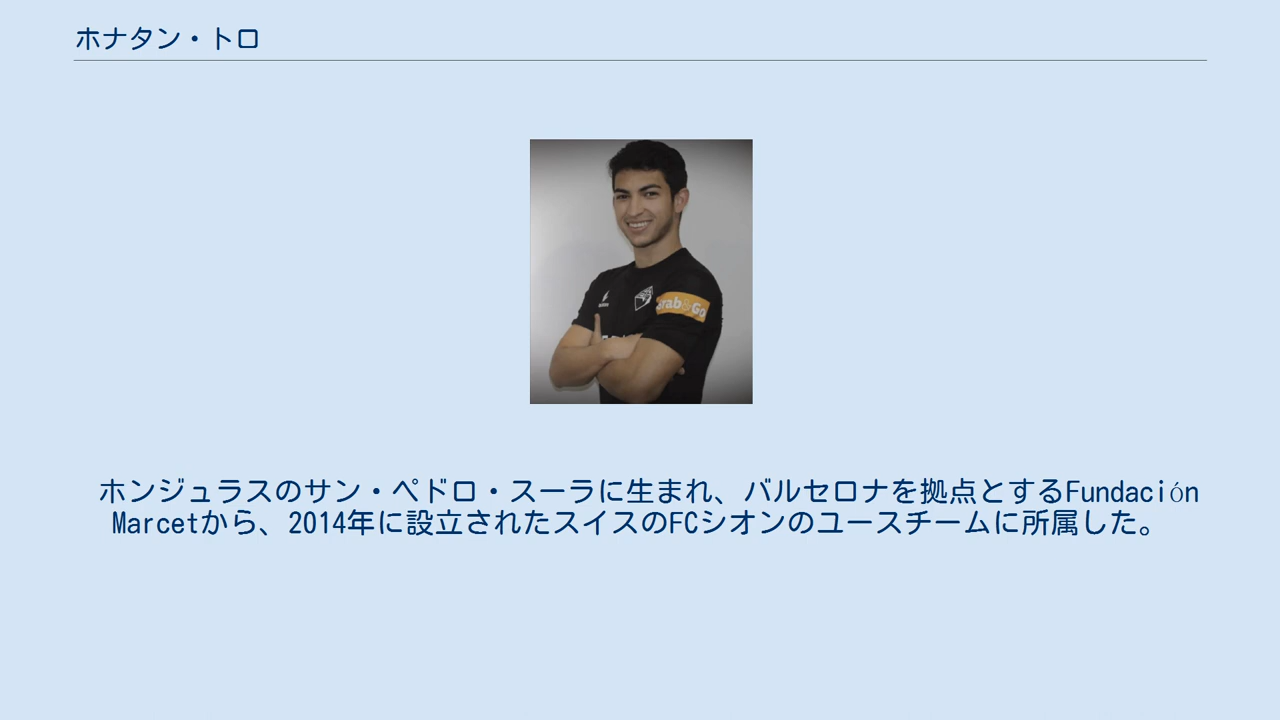 ホナタン・トロ
rab&Go
ホンジュラスのサン・ペドロ・スーラに生まれ、バルセロナを拠点とするFundación
Marcetから、2014年に設立されたスイスのFCシオンのユースチームに所属した。